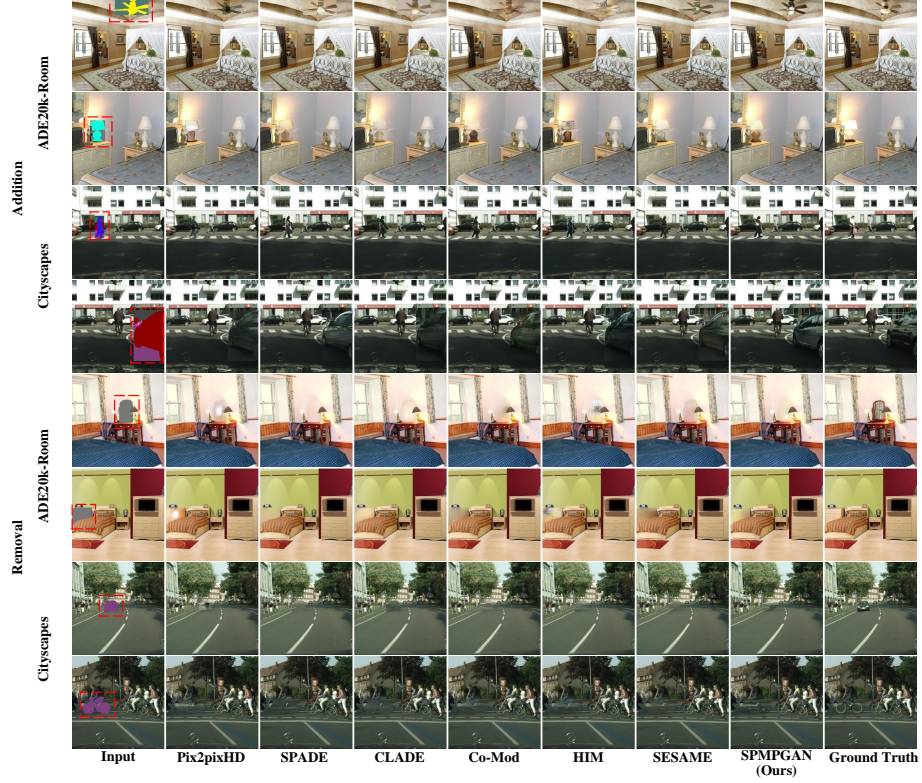 Addition
ADE20k-Room
Cityscapes
Removal
ADE20k-Room
Cityscapes
Input
Pix2pixHD
SPADE
CLADE
Co-Mod
HIM
SESAME
SPMPGAN
(Ours)
Ground Truth